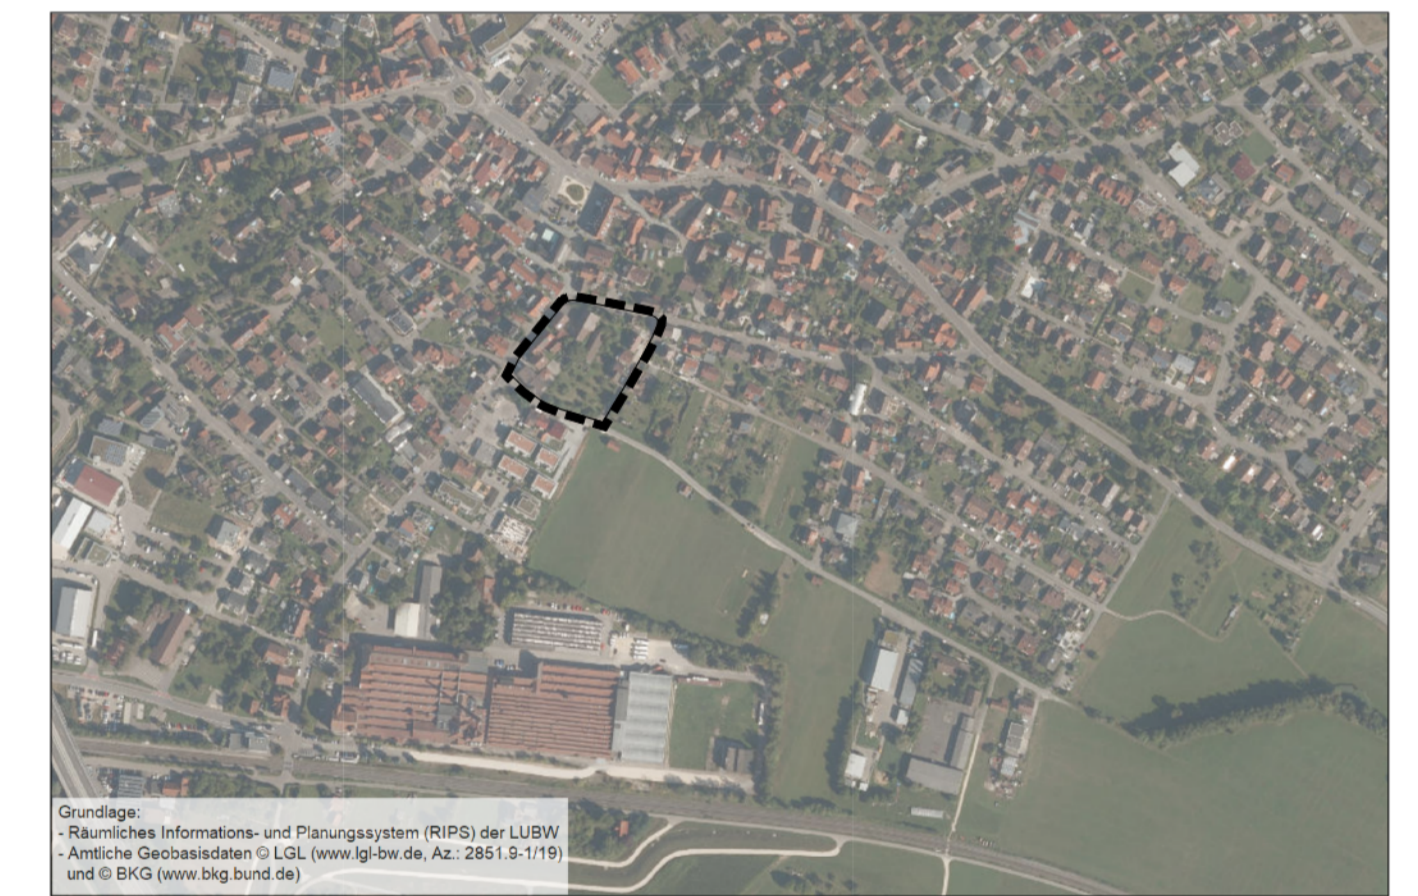 Grundlage:
- Räumliches Informations- und Planungssystem (RIPS) der LUBW
- Amtliche Geobasisdaten © LGL (www.lgl-bw.de, Az.: 2851.9-1/19)
und © BKG (www.bkg.bund.de)